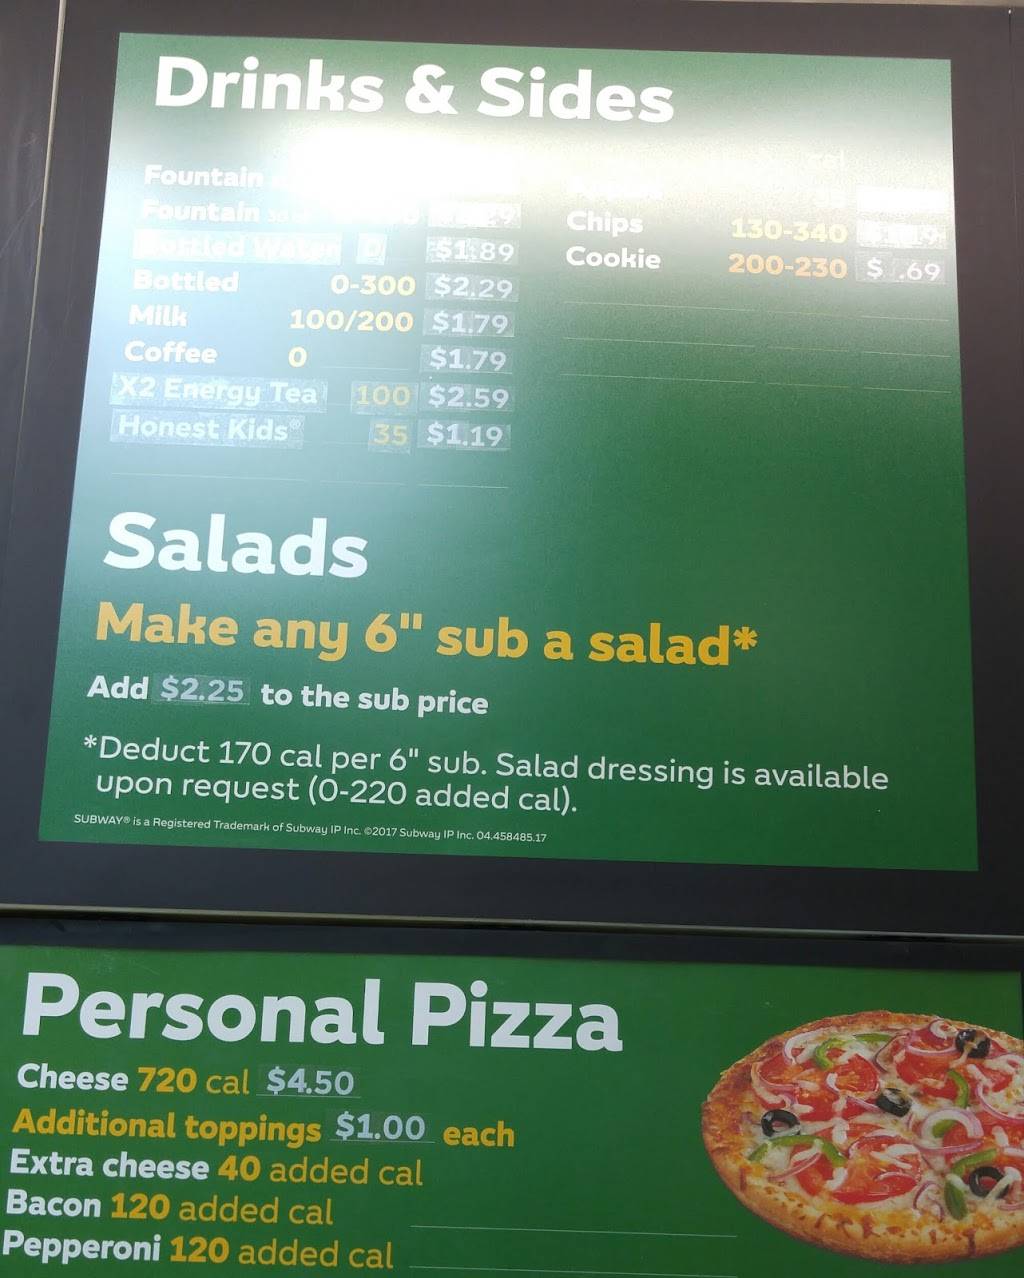 Drinks & Sides
Fountain
Fountain 30
Bottled Water 0 $1.89
Bottled 0-300 $2.29
Milk 100/200 $1.79
Coffee 0 $1.79
X2 Energy Tea 100 $2.59
Honest Kids® 35 $1.19
cal
Chips 130-340
Cookie 200-230 $ .69
Salads
Make any 6" sub a salad*
Add $2.25 to the sub price
*Deduct 170 cal per 6" sub. Salad dressing is available
upon request (0-220 added cal).
SUBWAY® is a Registered Trademark of Subway IP Inc. ©2017 Subway IP Inc. 04.458485.17
Personal Pizza
Cheese 720 cal $4.50
Additional toppings $1.00 each
Extra cheese 40 added cal
Bacon 120 added cal
Pepperoni 120 added cal